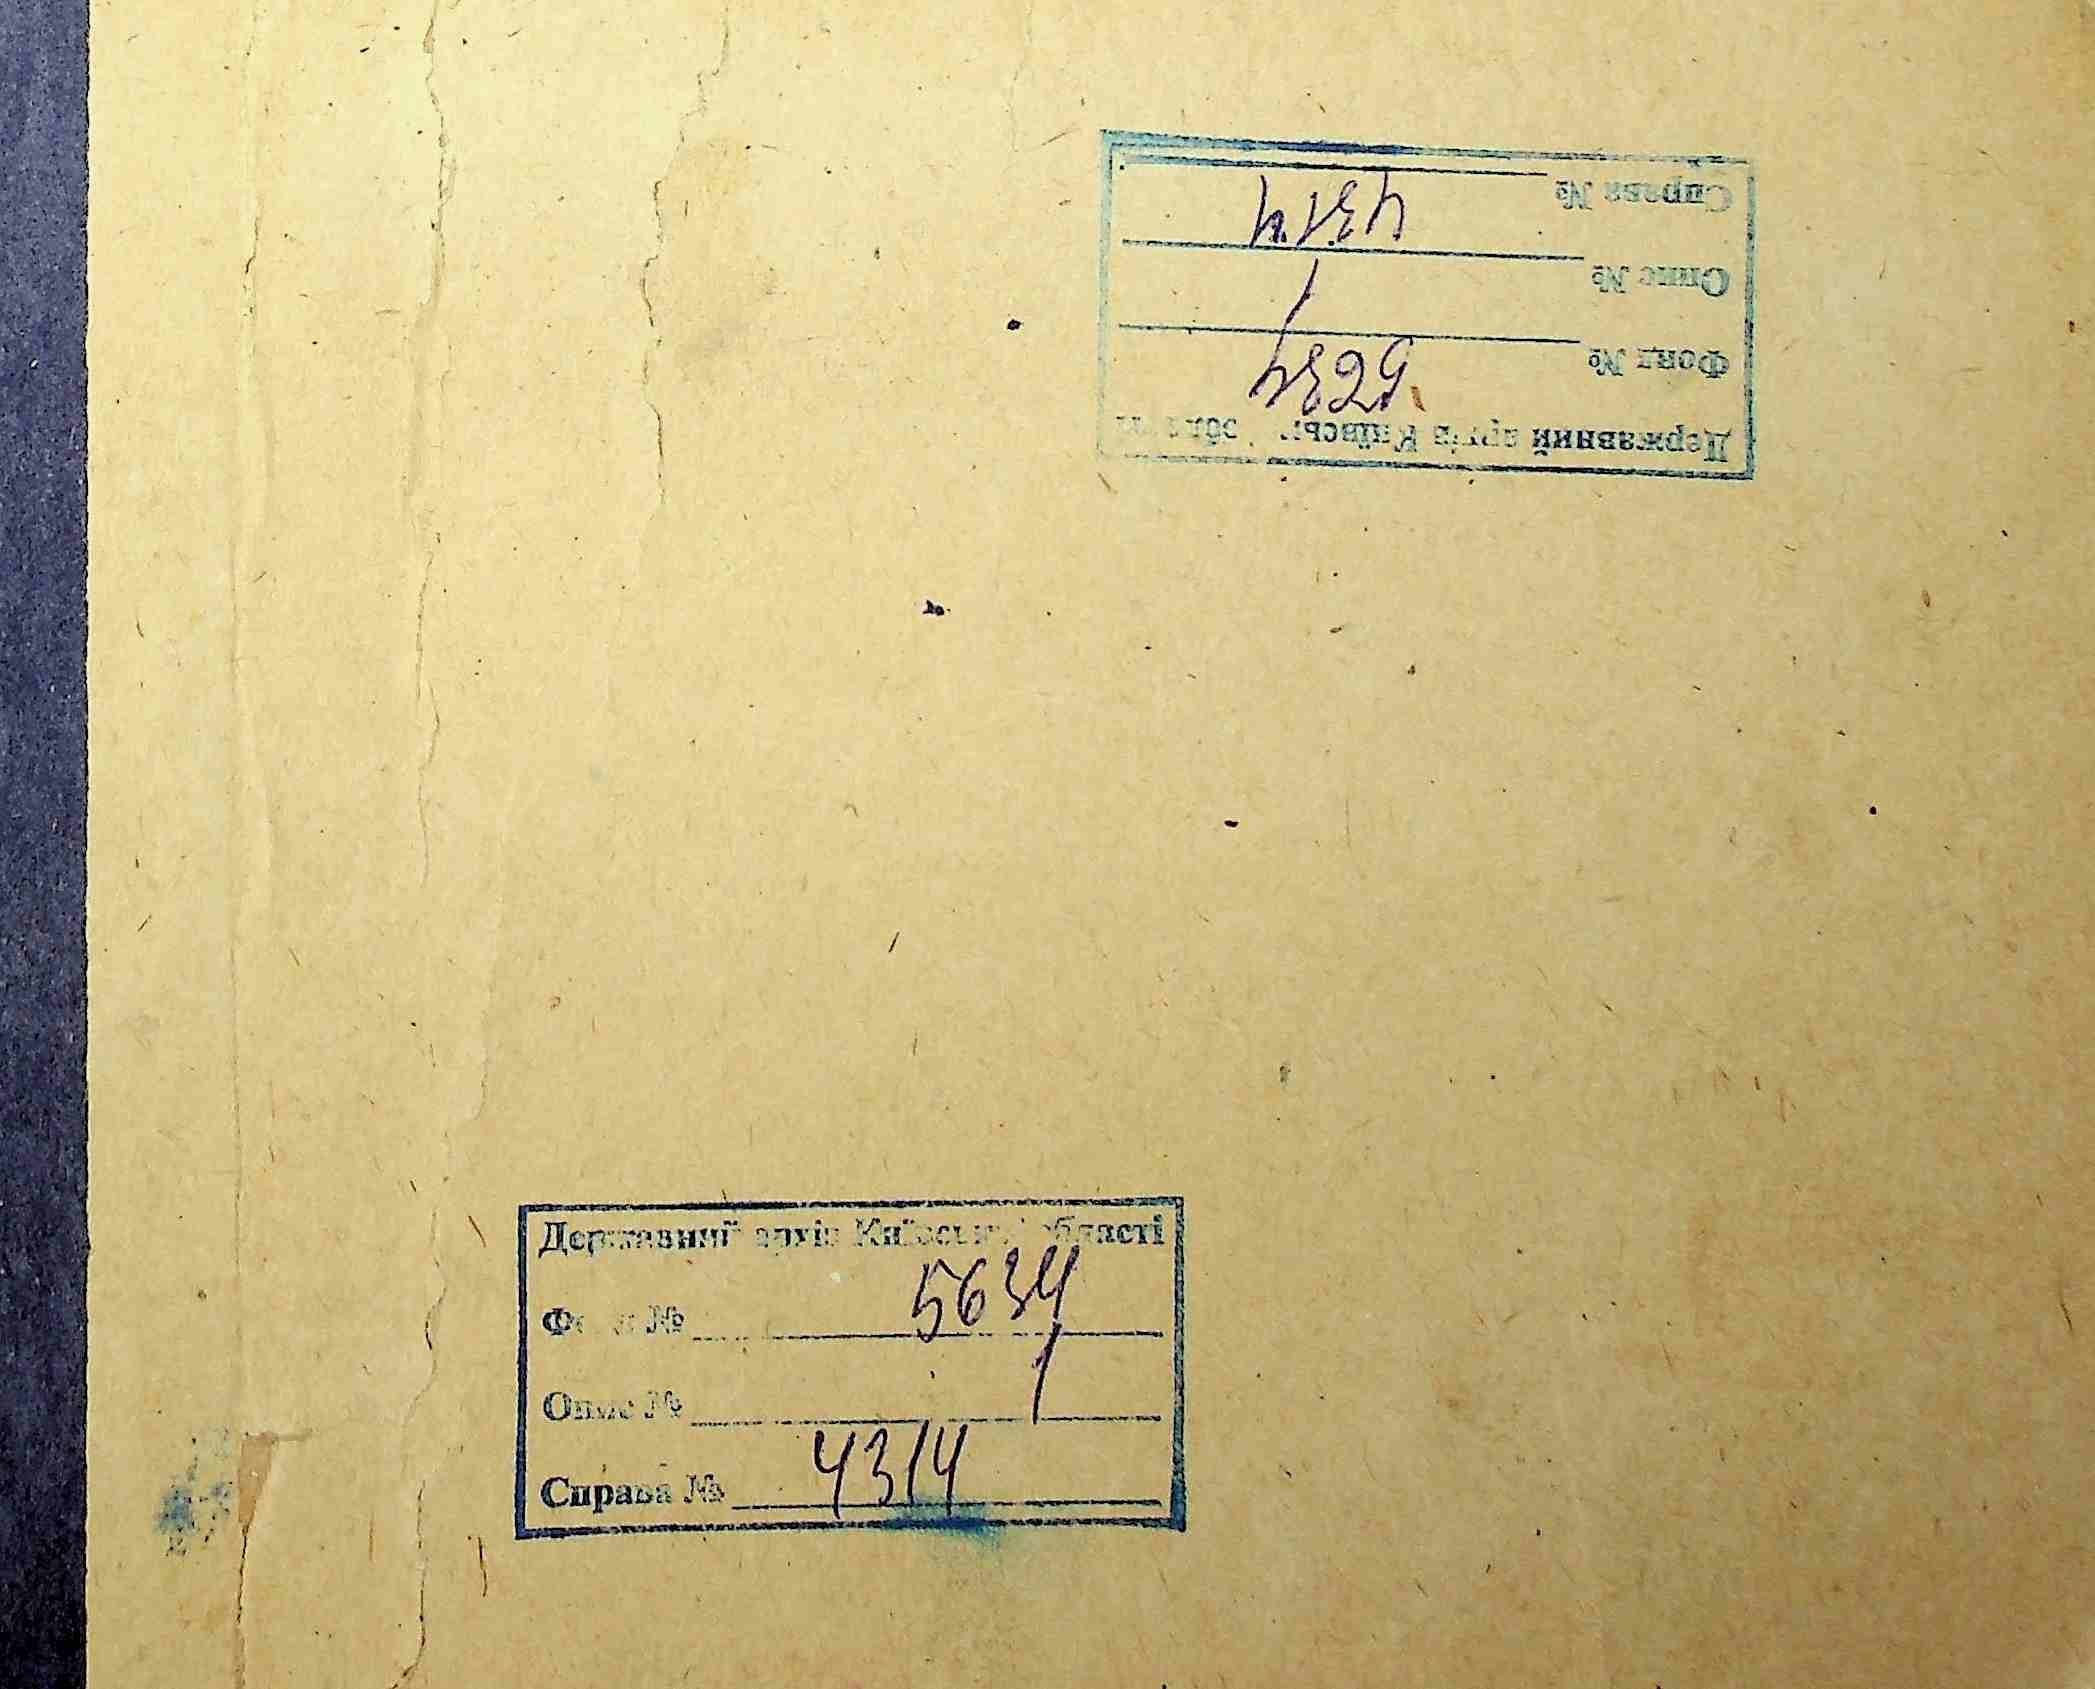 Справа № 4314
Опис № 1
Фонд № 5634
Державний архів Київської області
Державний архів Київської області
Фонд № 5634
Опис № 1
Справа № 4314